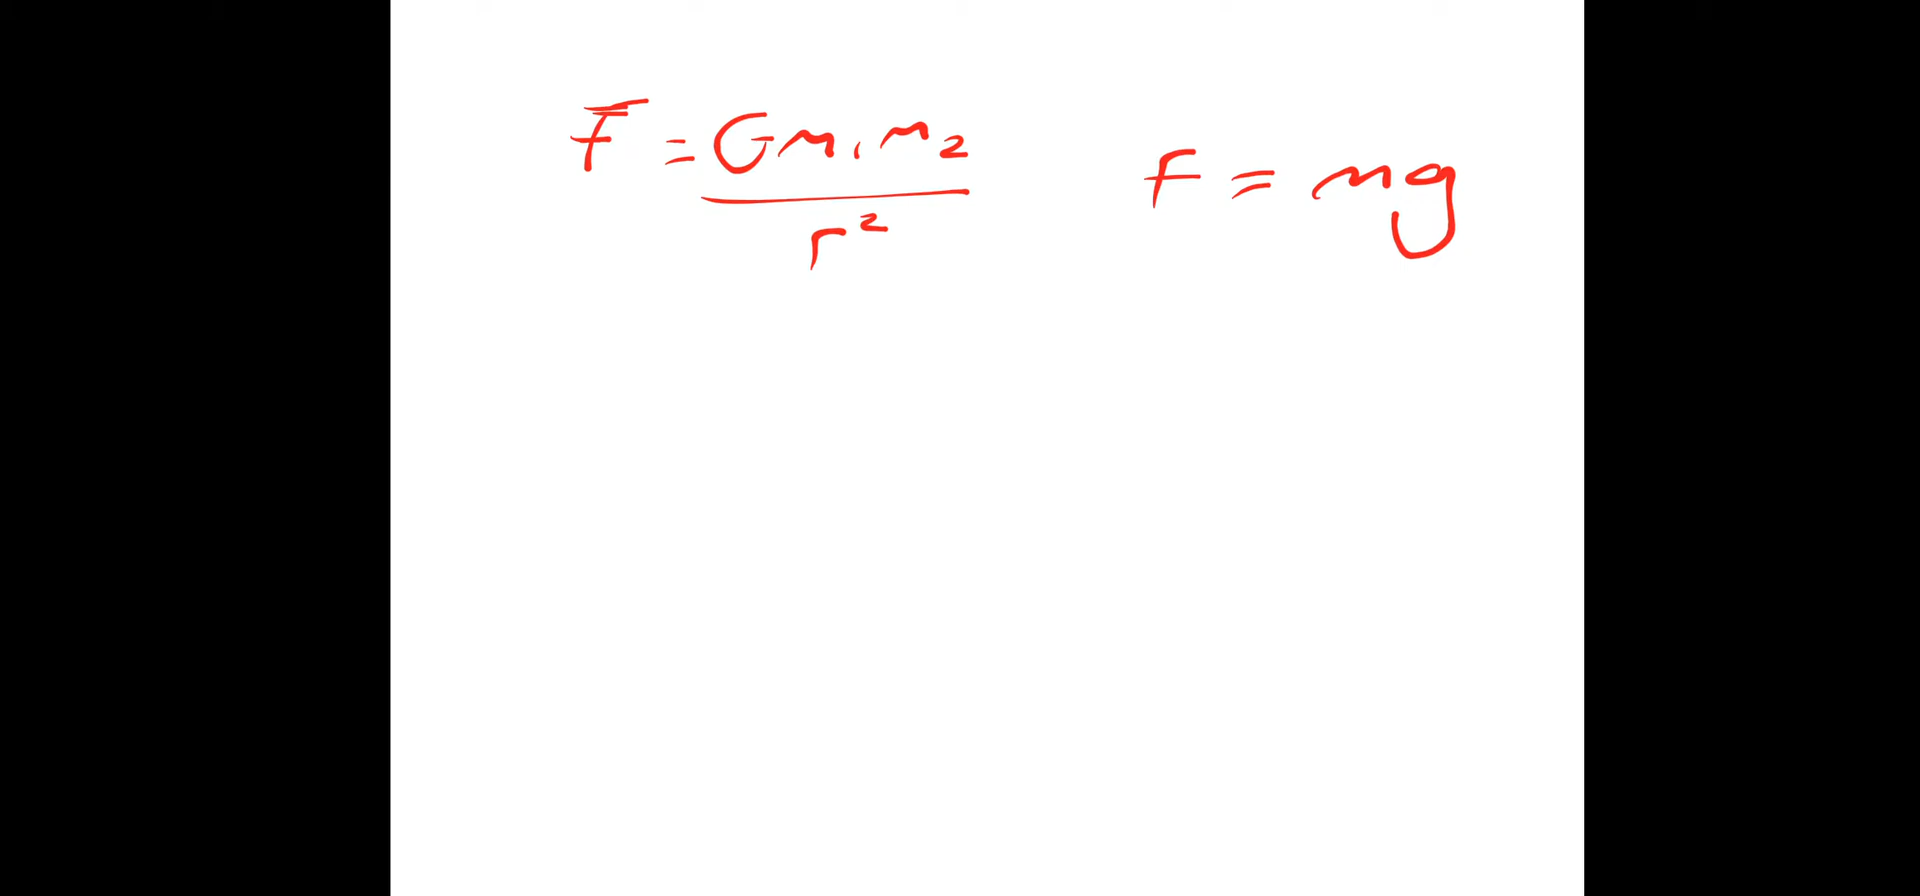 F = Gm₁m₂
r²
F = mg